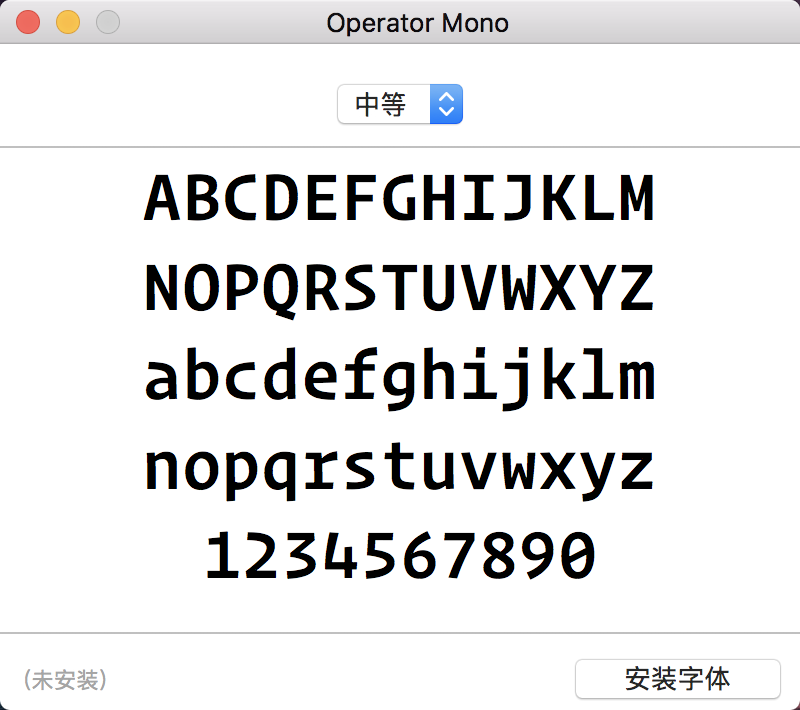 Operator Mono
中等
ABCDEFGHIJKLM
NOPQRSTUVWXYZ
abcdefghijklm
nopqrstuvwxyz
1234567890
(未安装)
安装字体